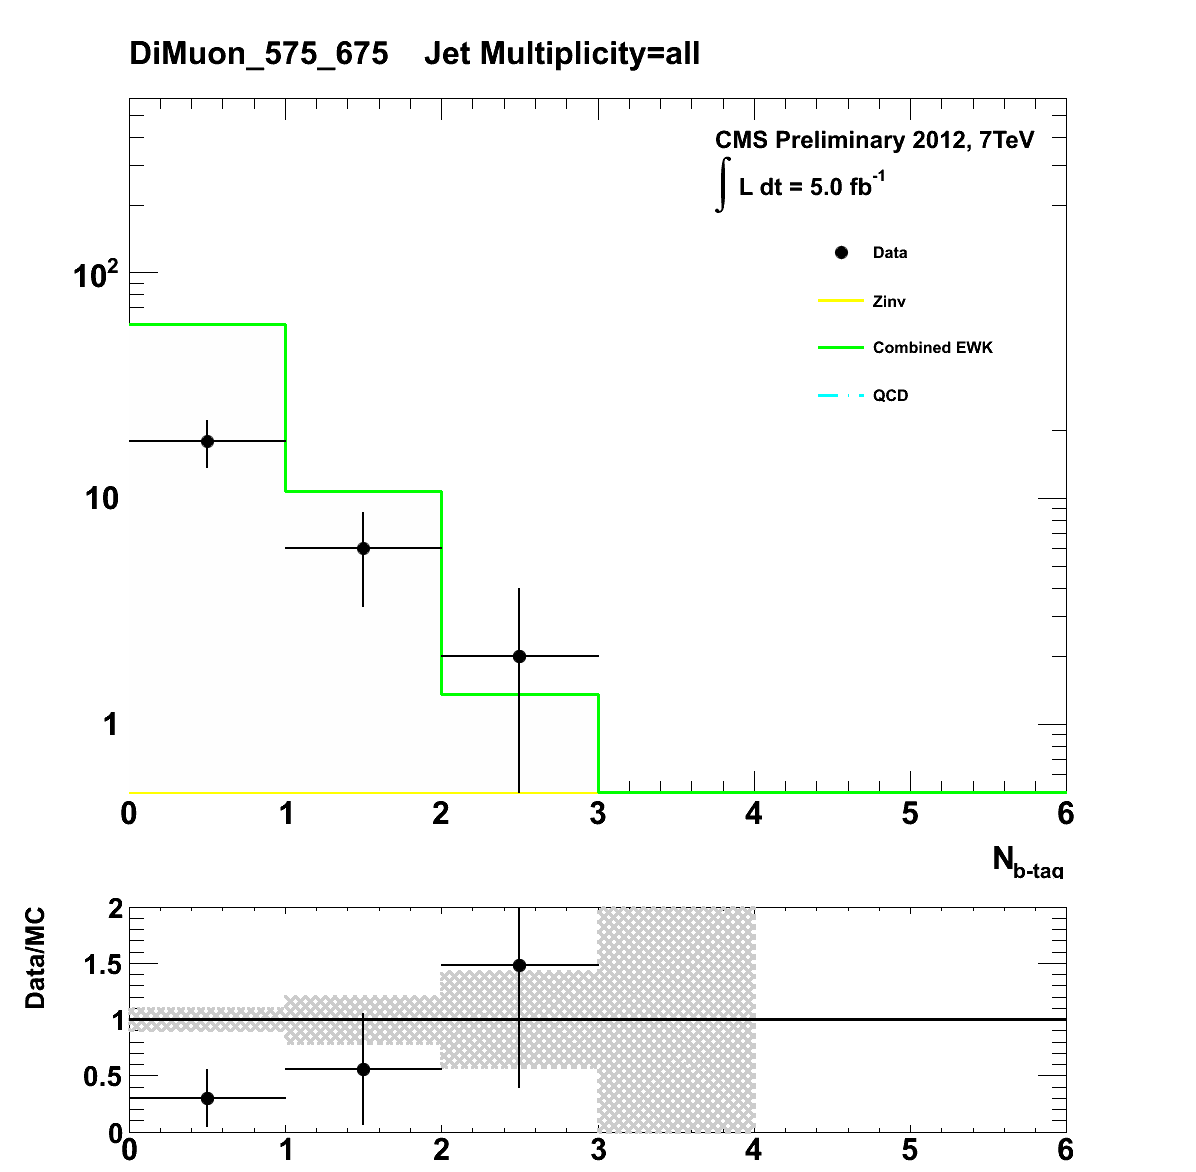 DiMuon_575_675 Jet Multiplicity=all
CMS Preliminary 2012, 7TeV
∫ L dt = 5.0 fb-1
Data
Zinv
Combined EWK
QCD
10²
10
1
0 1 2 3 4 5 6
Nb-tag
Data/MC
2
1.5
1
0.5
0
0 1 2 3 4 5 6